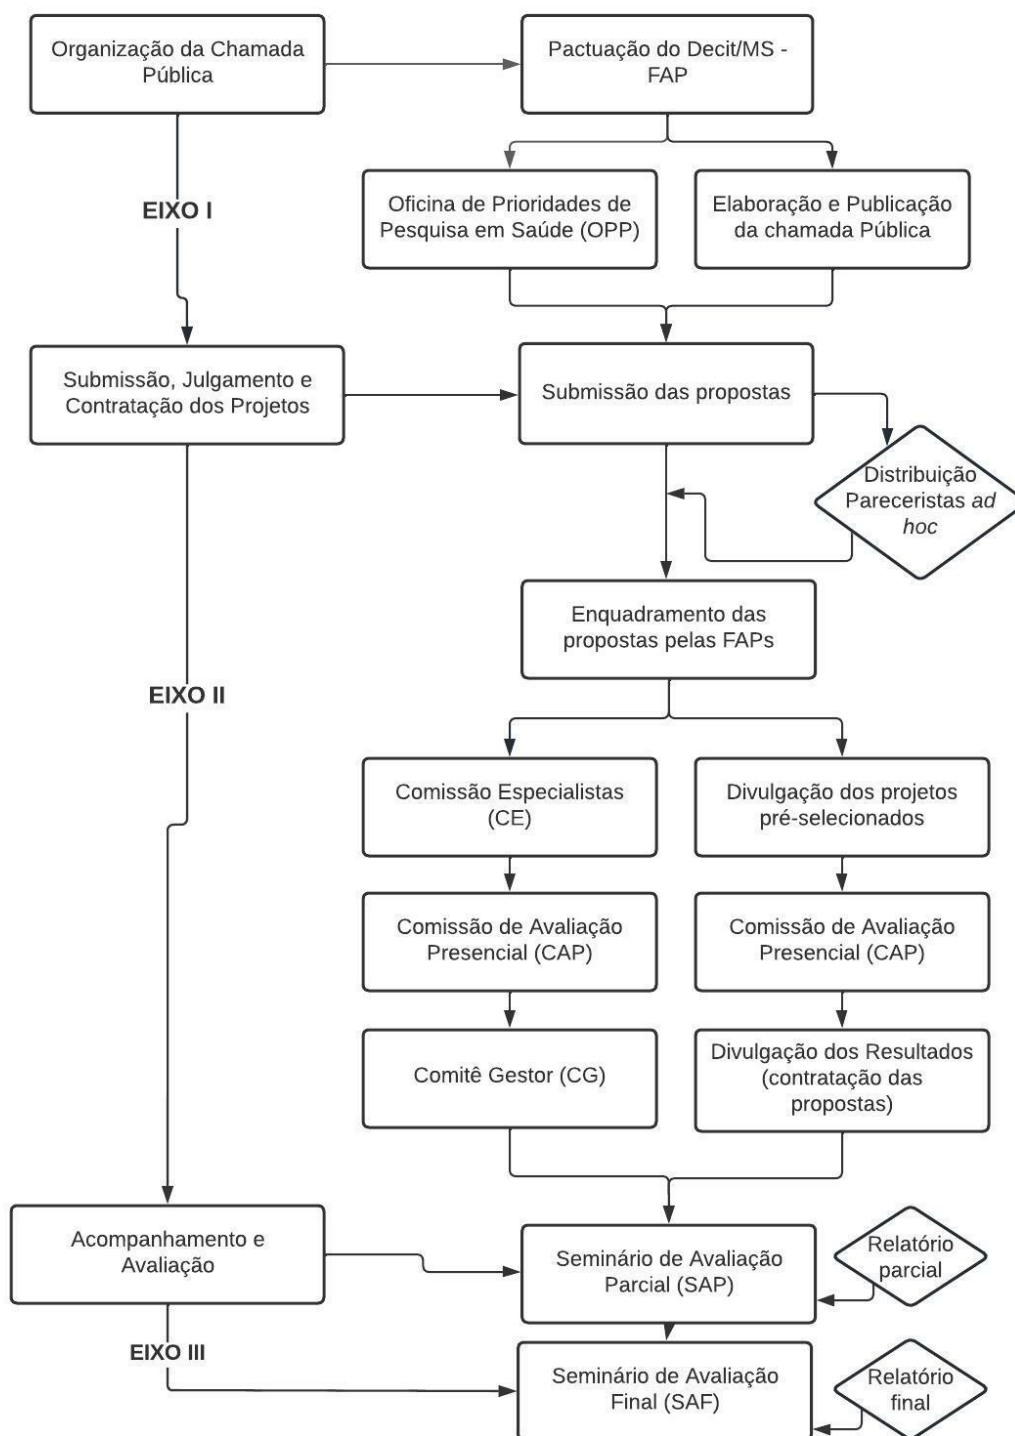 Organização da Chamada
Pública
Pactuação do Decit/MS -
FAP
EIXO I
Oficina de Prioridades de
Pesquisa em Saúde (OPP)
Elaboração e Publicação
da chamada Pública
Submissão, Julgamento e
Contratação dos Projetos
Submissão das propostas
Distribuição
Pareceristas ad
hoc
Enquadramento das
propostas pelas FAPs
EIXO II
Comissão Especialistas
(CE)
Divulgação dos projetos
pré-selecionados
Comissão de Avaliação
Presencial (CAP)
Comissão de Avaliação
Presencial (CAP)
Comitê Gestor (CG)
Divulgação dos Resultados
(contratação das
propostas)
Acompanhamento e
Avaliação
Seminário de Avaliação
Parcial (SAP)
Relatório
parcial
EIXO III
Seminário de Avaliação
Final (SAF)
Relatório
final